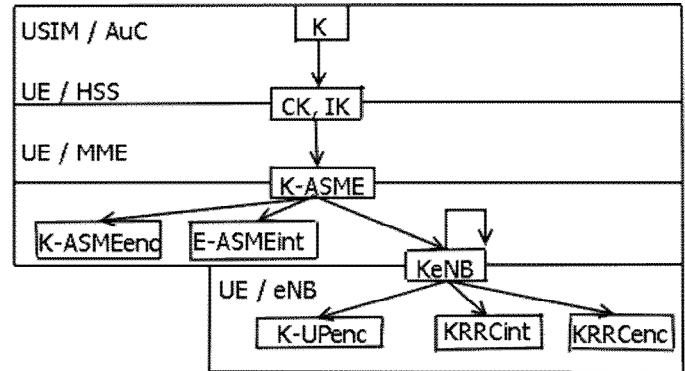 USIM / AuC
K
UE / HSS
CK, IK
UE / MME
K-ASME
K-ASMEenc
E-ASMEint
KeNB
UE / eNB
K-UPenc
KRRCint
KRRCenc